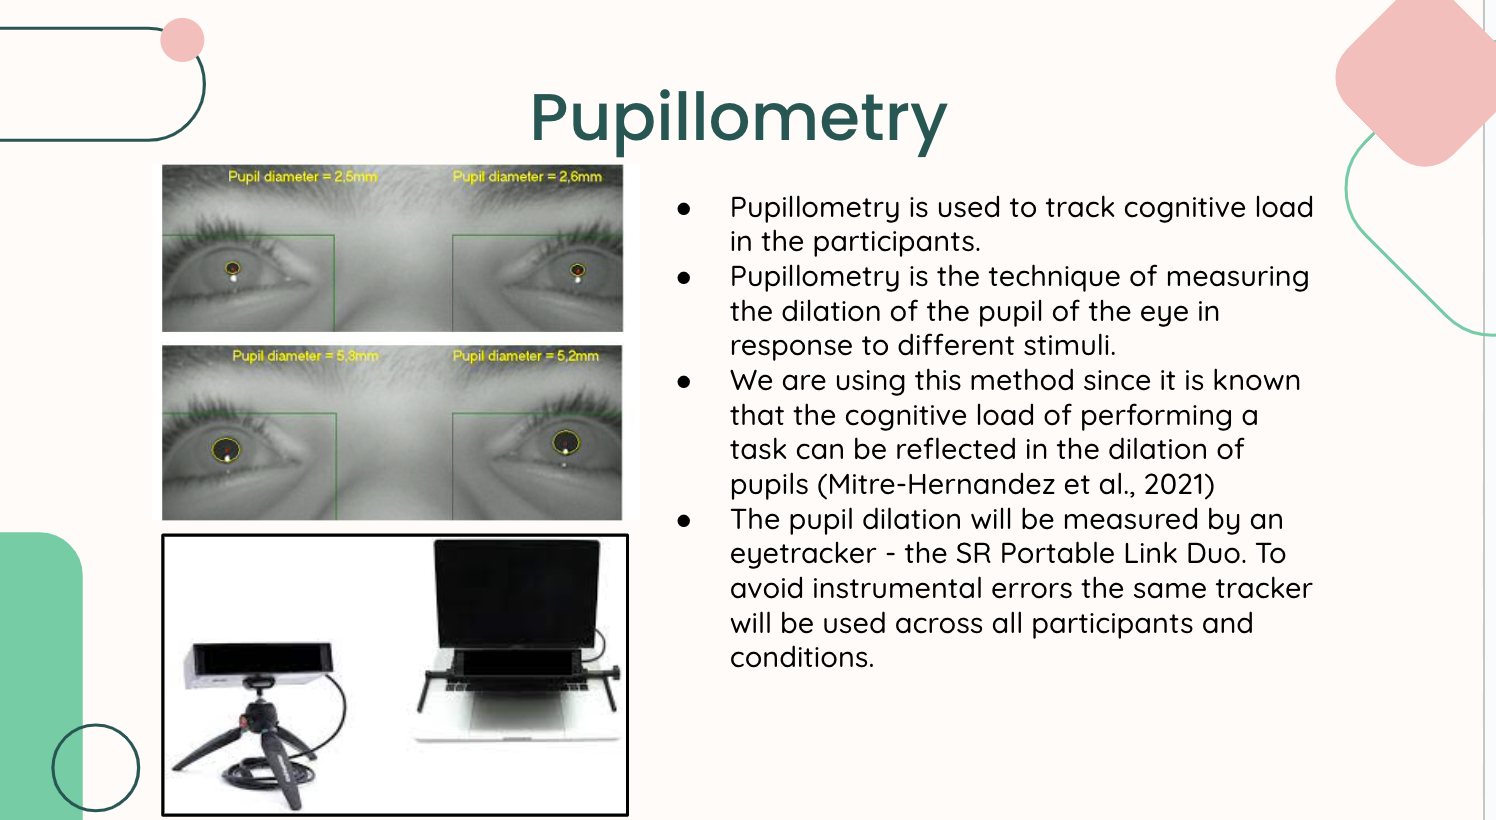 Pupillometry
Pupil diameter = 2,5mm
Pupil diameter = 2,6mm
Pupil diameter = 5,3mm
Pupil diameter = 5,2mm
● Pupillometry is used to track cognitive load
in the participants.
● Pupillometry is the technique of measuring
the dilation of the pupil of the eye in
response to different stimuli.
● We are using this method since it is known
that the cognitive load of performing a
task can be reflected in the dilation of
pupils (Mitre-Hernandez et al., 2021)
● The pupil dilation will be measured by an
eyetracker - the SR Portable Link Duo. To
avoid instrumental errors the same tracker
will be used across all participants and
conditions.